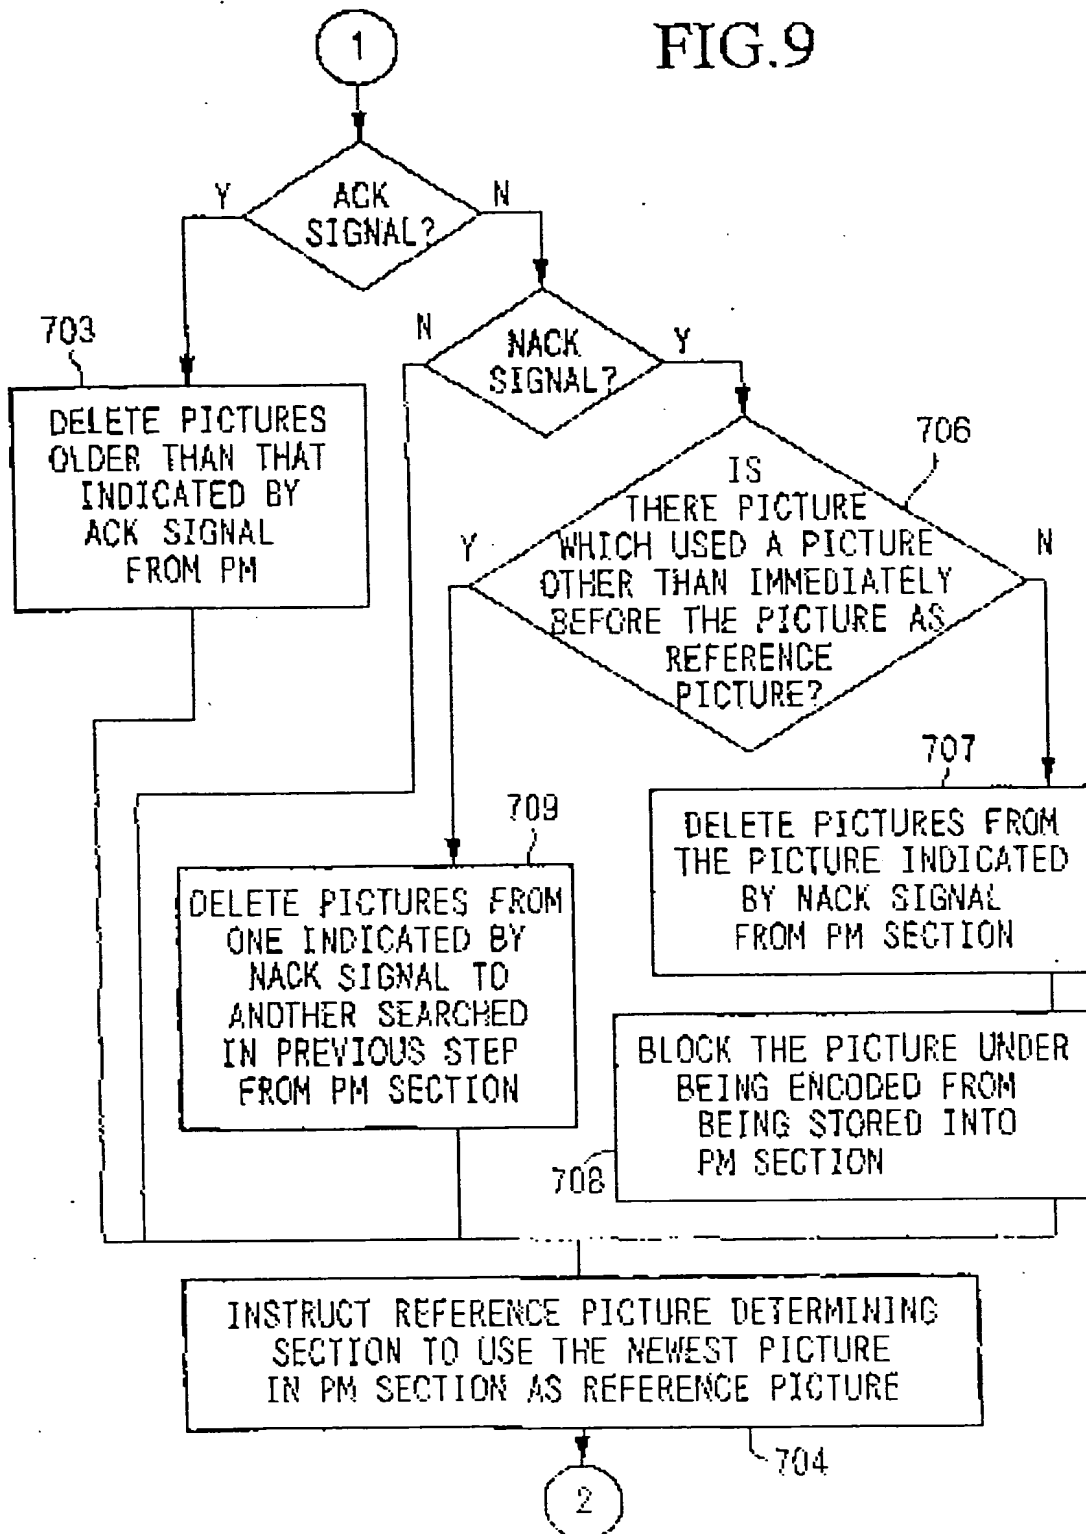 FIG.9
1
ACK
SIGNAL?
Y
N
703
DELETE PICTURES
OLDER THAN THAT
INDICATED BY
ACK SIGNAL
FROM PM
NACK
SIGNAL?
N
Y
706
IS
THERE PICTURE
WHICH USED A PICTURE
OTHER THAN IMMEDIATELY
BEFORE THE PICTURE AS
REFERENCE
PICTURE?
Y
N
707
DELETE PICTURES FROM
THE PICTURE INDICATED
BY NACK SIGNAL
FROM PM SECTION
709
DELETE PICTURES FROM
ONE INDICATED BY
NACK SIGNAL TO
ANOTHER SEARCHED
IN PREVIOUS STEP
FROM PM SECTION
BLOCK THE PICTURE UNDER
BEING ENCODED FROM
BEING STORED INTO
PM SECTION
708
INSTRUCT REFERENCE PICTURE DETERMINING
SECTION TO USE THE NEWEST PICTURE
IN PM SECTION AS REFERENCE PICTURE
704
2